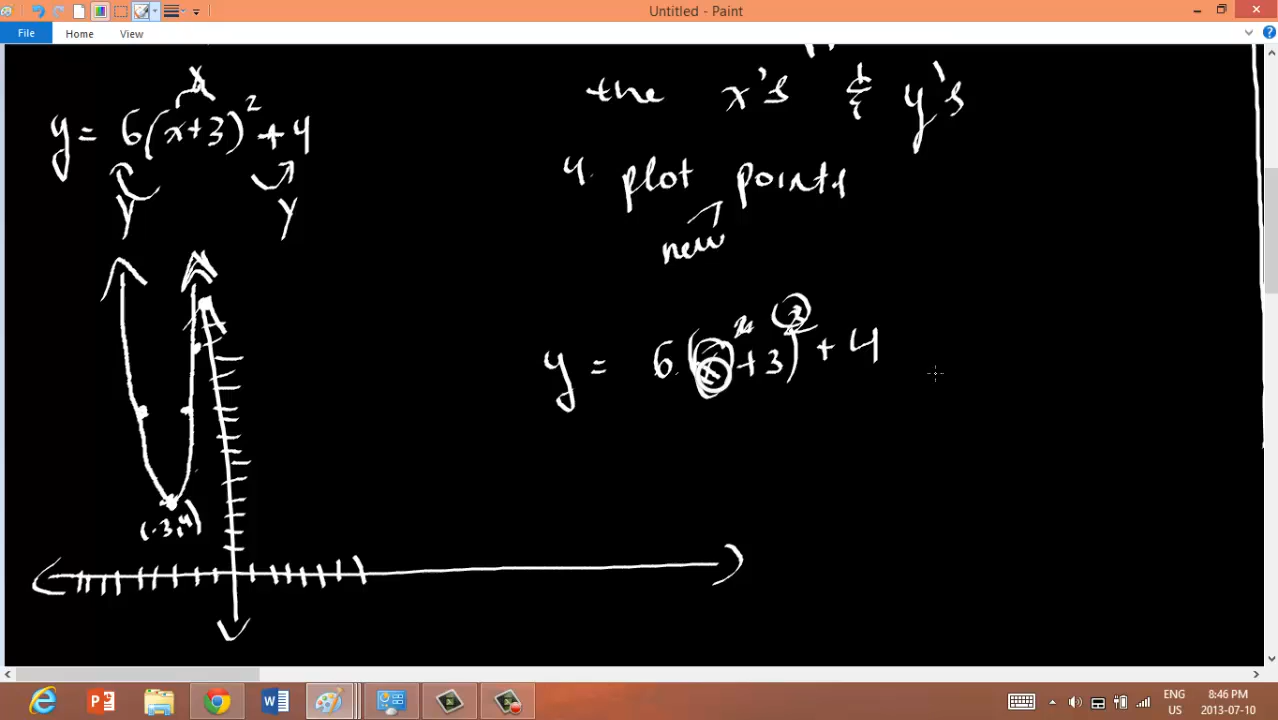 Untitled - Paint
File Home View
the x's & y's
x
y = 6(x+3)² + 4
y y
4. plot points
new
y = 6(x+3)² + 4
(-3,4)
ENG
US
8:46 PM
2013-07-10